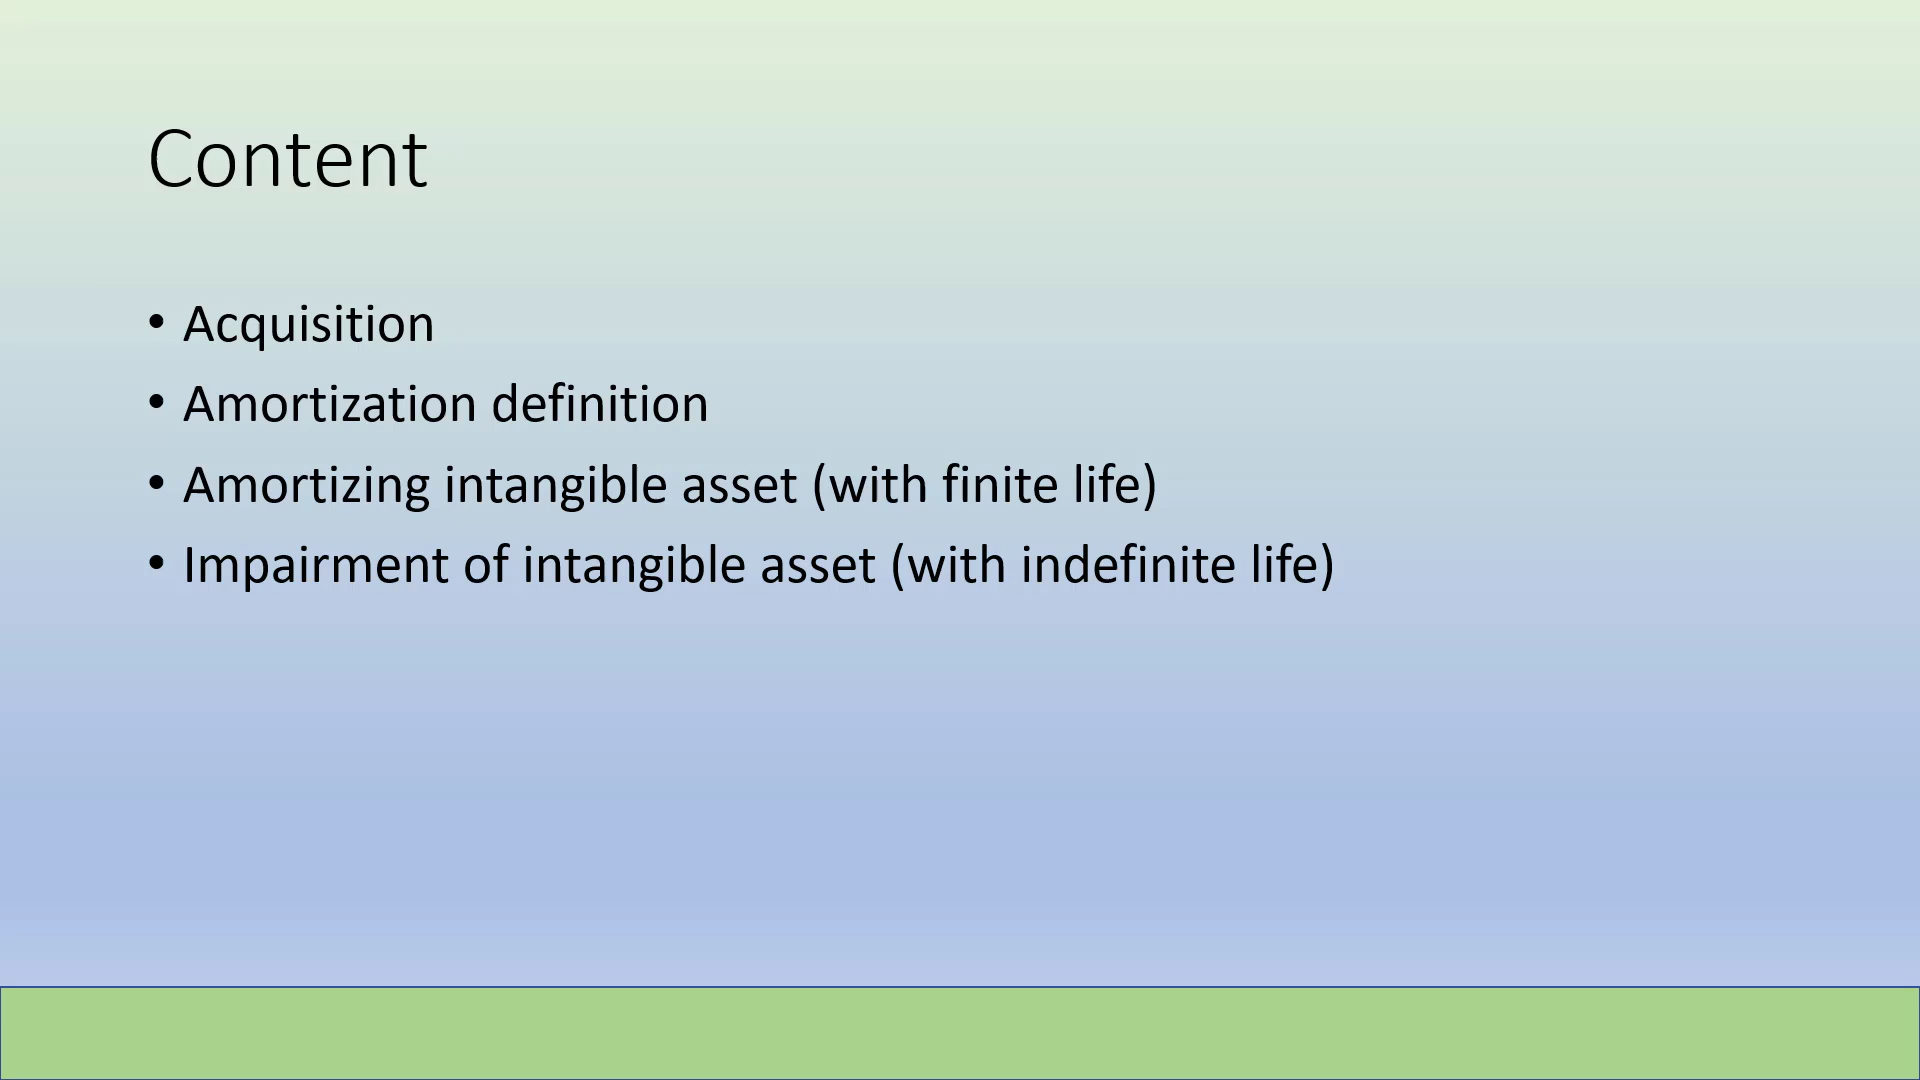 Content
• Acquisition
• Amortization definition
• Amortizing intangible asset (with finite life)
• Impairment of intangible asset (with indefinite life)